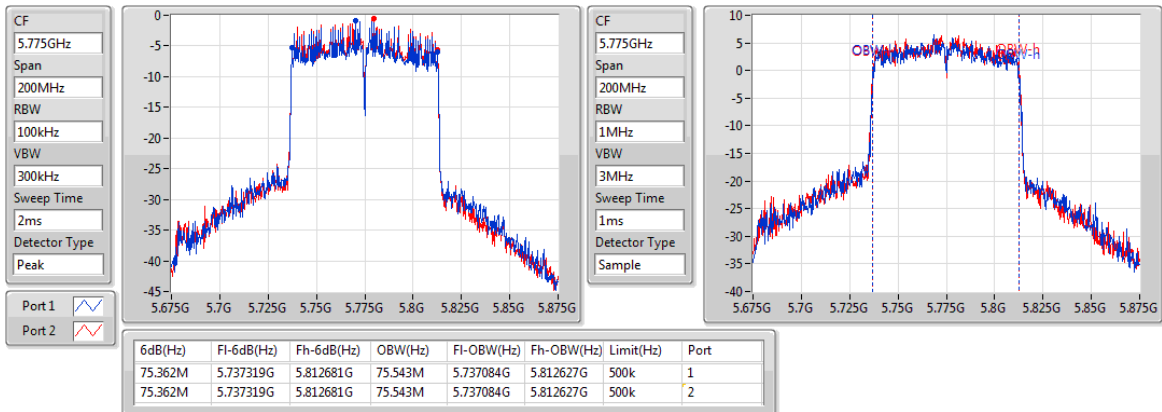 CF
5.775GHz
Span
200MHz
RBW
100kHz
VBW
300kHz
Sweep Time
2ms
Detector Type
Peak
Port 1
Port 2
0-
-5-
-10-
-15-
-20-
-25-
-30-
-35-
-40-
-45-
5.675G 5.7G 5.725G 5.75G 5.775G 5.8G 5.825G 5.85G 5.875G
CF
5.775GHz
Span
200MHz
RBW
1MHz
VBW
3MHz
Sweep Time
1ms
Detector Type
Sample
10-
5-
0-
-5-
-10-
-15-
-20-
-25-
-30-
-35-
-40-
OBW-h
5.675G 5.7G 5.725G 5.75G 5.775G 5.8G 5.825G 5.85G 5.875G
6dB(Hz) Fl-6dB(Hz) Fh-6dB(Hz) OBW(Hz) Fl-OBW(Hz) Fh-OBW(Hz) Limit(Hz) Port
75.362M 5.737319G 5.812681G 75.543M 5.737084G 5.812627G 500k 1
75.362M 5.737319G 5.812681G 75.543M 5.737084G 5.812627G 500k 2